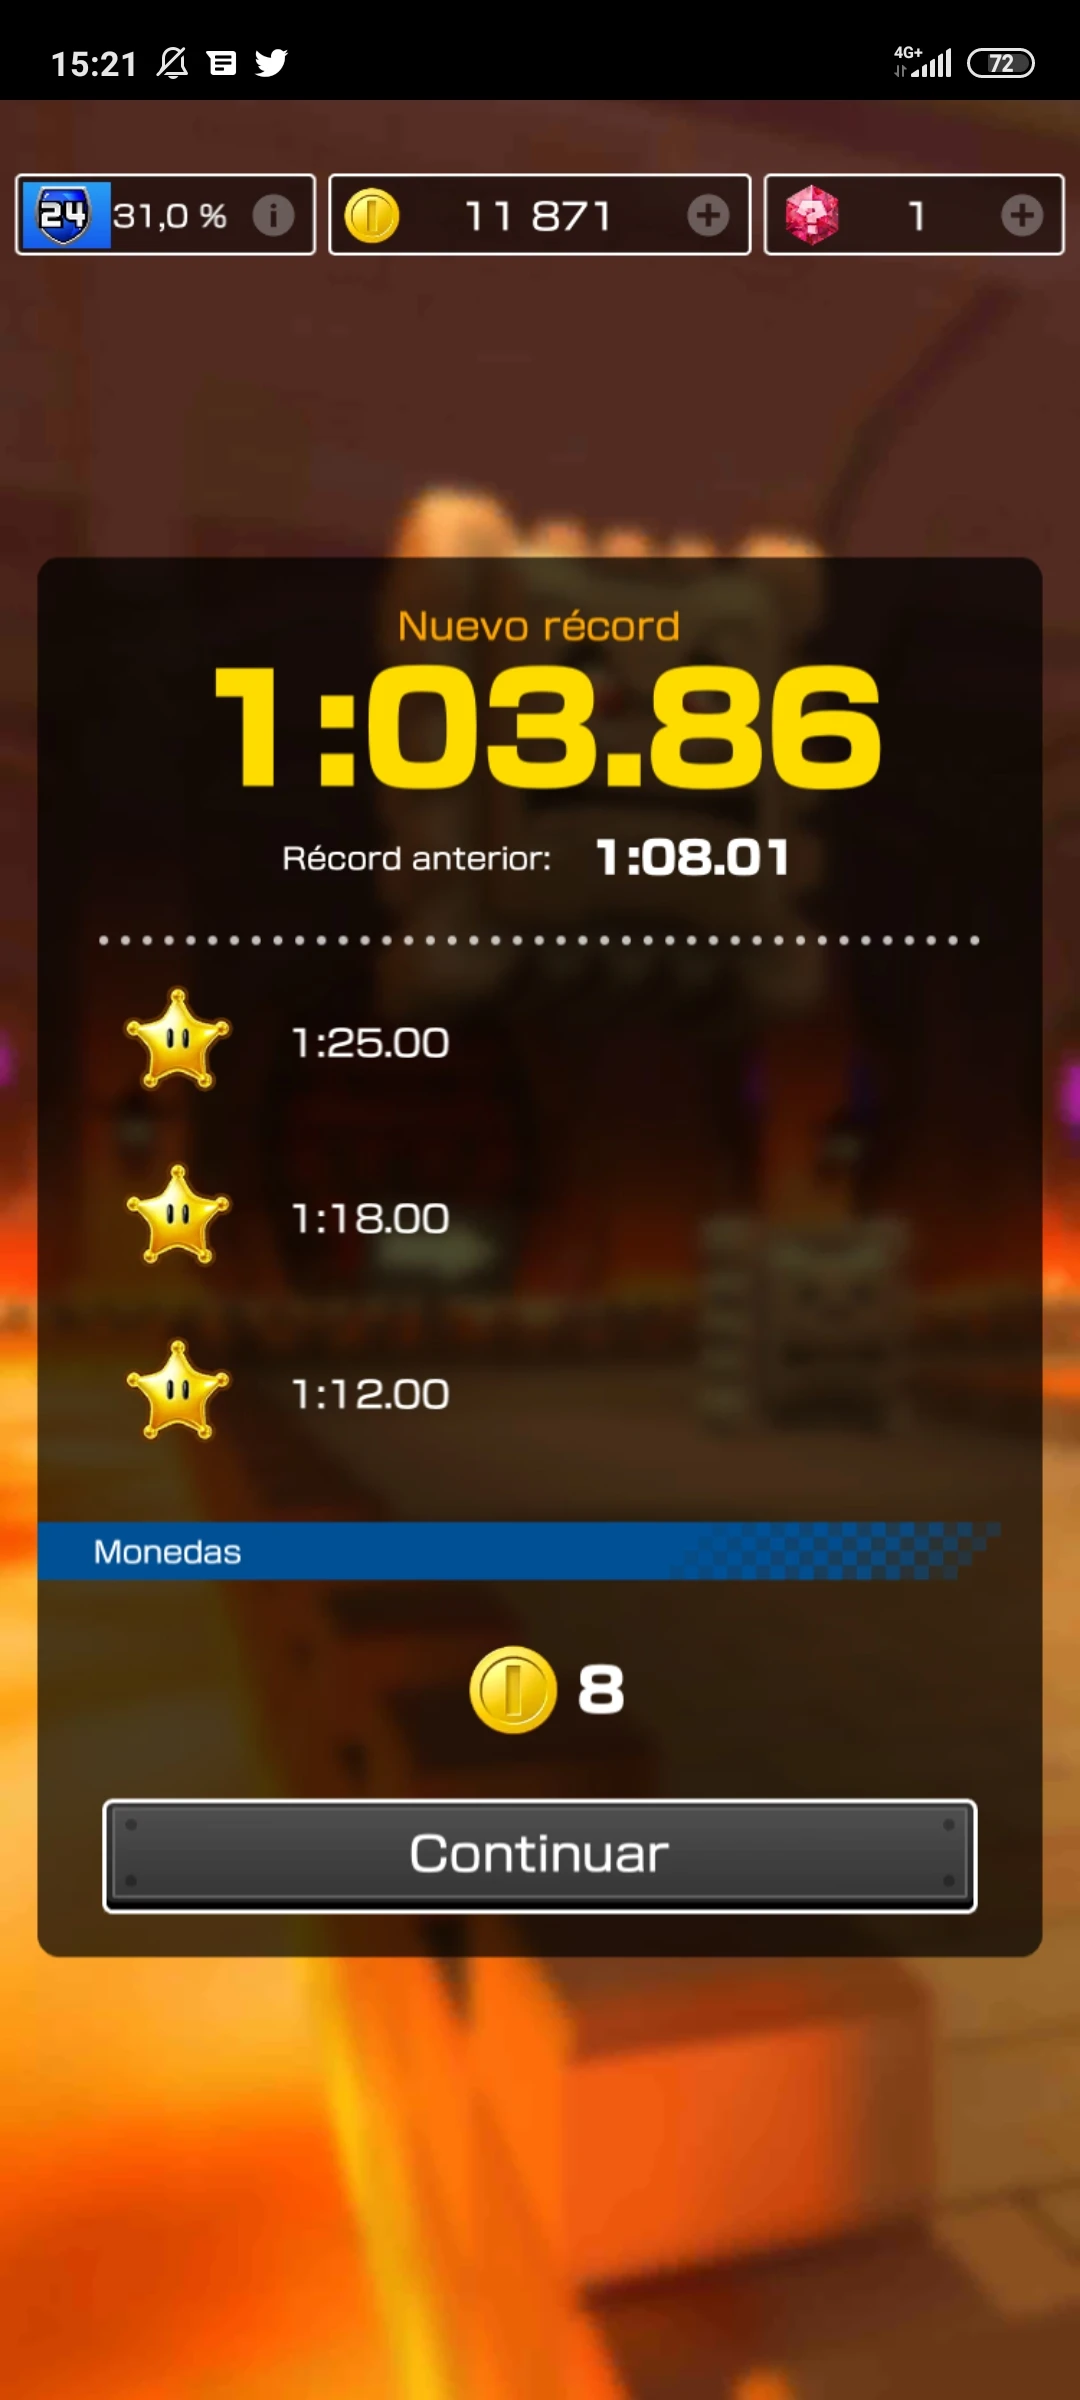 15:21 4G+ 72
24 31,0 % i 11 871 + ? 1 +
Nuevo récord
1:03.86
Récord anterior: 1:08.01
1:25.00
1:18.00
1:12.00
Monedas
8
Continuar